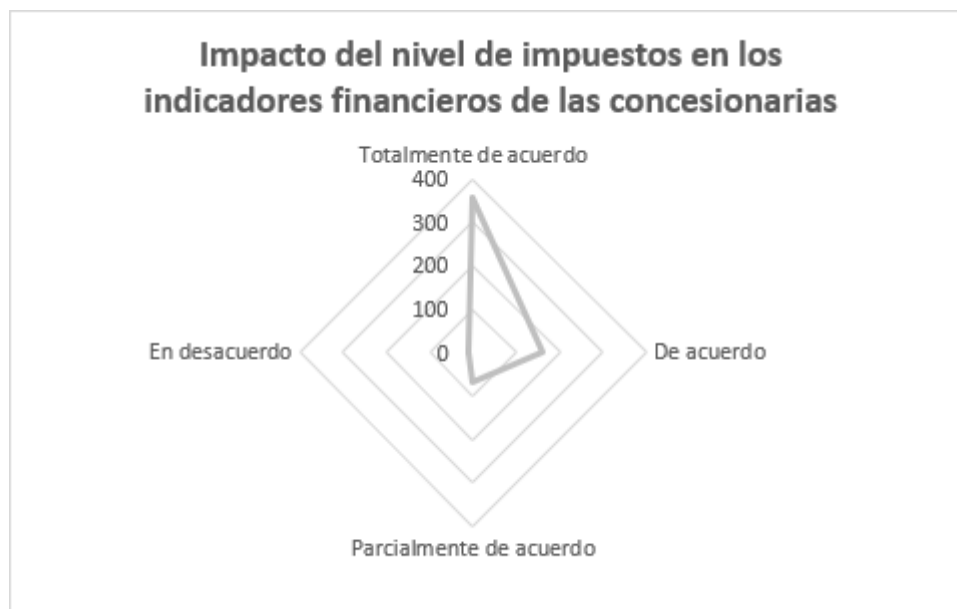 Impacto del nivel de impuestos en los
indicadores financieros de las concesionarias
Totalmente de acuerdo
400
300
200
100
0
En desacuerdo
De acuerdo
Parcialmente de acuerdo